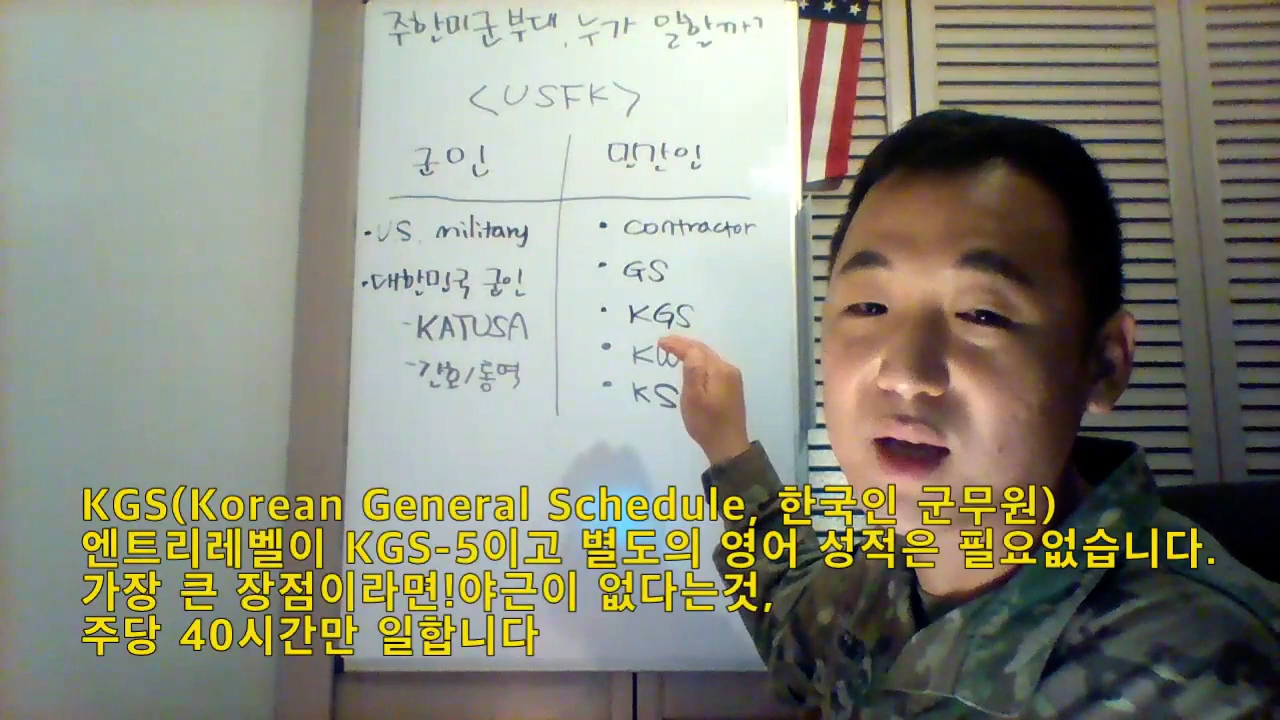 주한미군부대, 누가 일할까?
<USFK>
군인
민간인
·US. military
·대한민국 군인
-KATUSA
-간호/통역
· contractor
· GS
· KGS
· KW
· KS
KGS(Korean General Schedule, 한국인 군무원)
엔트리레벨이 KGS-5이고 별도의 영어 성적은 필요없습니다.
가장 큰 장점이라면!야근이 없다는것,
주당 40시간만 일합니다